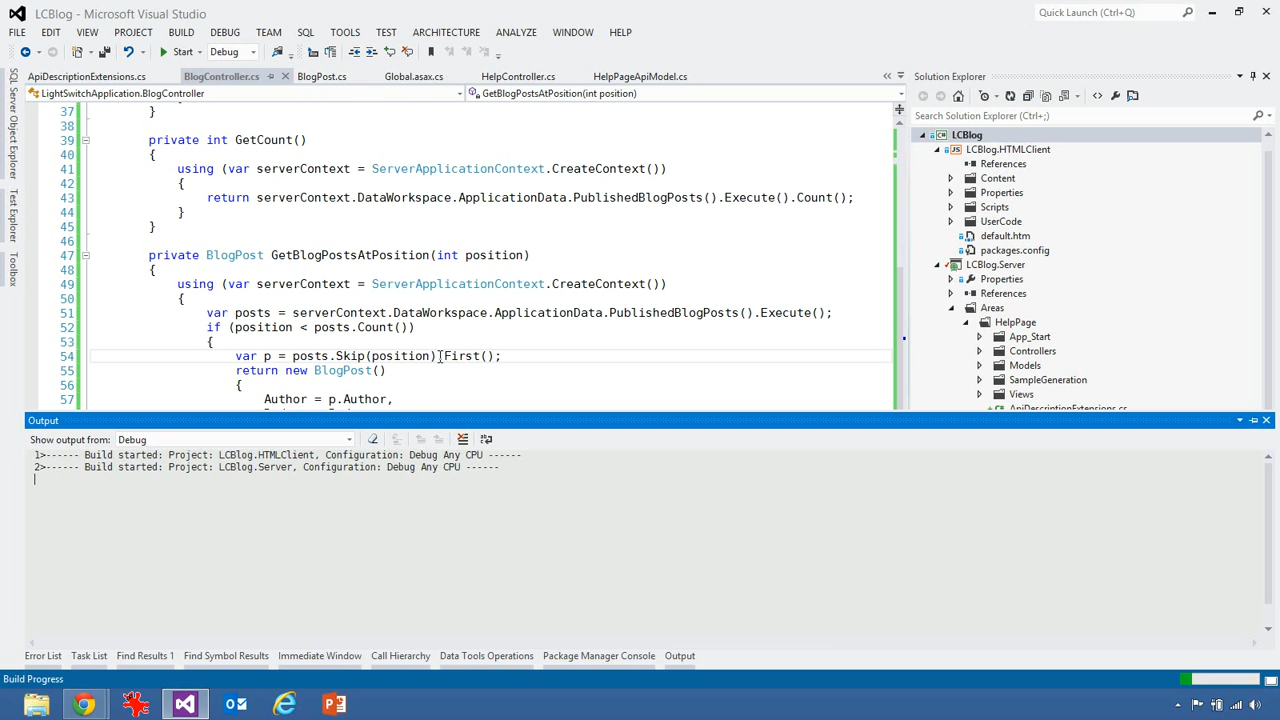 LCBlog - Microsoft Visual Studio
Quick Launch (Ctrl+Q)
FILE EDIT VIEW PROJECT BUILD DEBUG TEAM SQL TOOLS TEST ARCHITECTURE ANALYZE WINDOW HELP
Start Debug
ApiDescriptionExtensions.cs BlogController.cs BlogPost.cs Global.asax.cs HelpController.cs HelpPageApiModel.cs
LightSwitchApplication.BlogController GetBlogPostsAtPosition(int position)
SQL Server Object Explorer
Test Explorer
Toolbox
37 }
38
39 private int GetCount()
40 {
41 using (var serverContext = ServerApplicationContext.CreateContext())
42 {
43 return serverContext.DataWorkspace.ApplicationData.PublishedBlogPosts().Execute().Count();
44 }
45 }
46
47 private BlogPost GetBlogPostsAtPosition(int position)
48 {
49 using (var serverContext = ServerApplicationContext.CreateContext())
50 {
51 var posts = serverContext.DataWorkspace.ApplicationData.PublishedBlogPosts().Execute();
52 if (position < posts.Count())
53 {
54 var p = posts.Skip(position).First();
55 return new BlogPost()
56 {
57 Author = p.Author,
Solution Explorer
Search Solution Explorer (Ctrl+;)
LCBlog
LCBlog.HTMLClient
References
Content
Properties
Scripts
UserCode
default.htm
packages.config
LCBlog.Server
Properties
References
Areas
HelpPage
App_Start
Controllers
Models
SampleGeneration
Views
ApiDescriptionExtensions.cs
Output
Show output from: Debug
1>------ Build started: Project: LCBlog.HTMLClient, Configuration: Debug Any CPU ------
2>------ Build started: Project: LCBlog.Server, Configuration: Debug Any CPU ------
Error List Task List Find Results 1 Find Symbol Results Immediate Window Call Hierarchy Data Tools Operations Package Manager Console Output
Build Progress